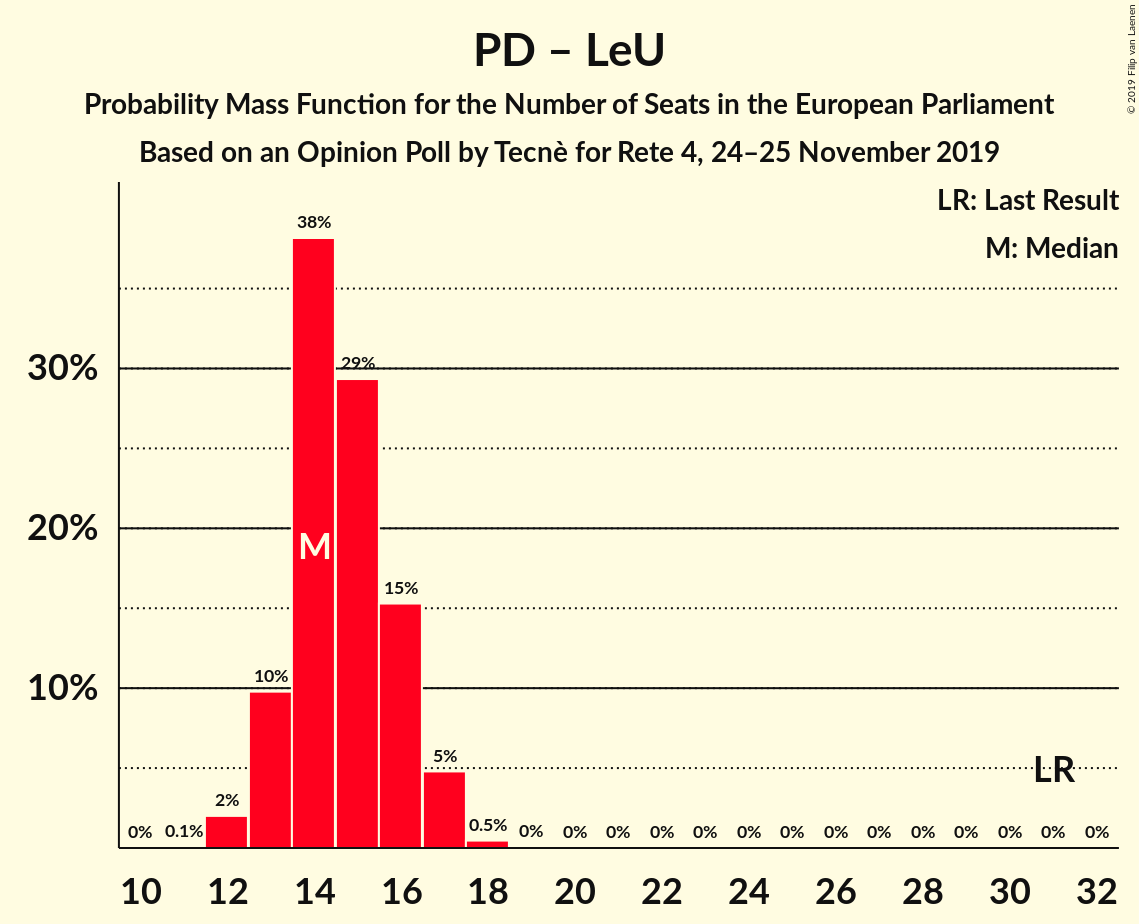 PD – LeU
Probability Mass Function for the Number of Seats in the European Parliament
Based on an Opinion Poll by Tecnè for Rete 4, 24–25 November 2019
© 2019 Filip van Laenen
LR: Last Result
M: Median
38%
30%
29%
20%
M
15%
10%
10%
5%
LR
2%
0% 0.1% 0.5% 0% 0% 0% 0% 0% 0% 0% 0% 0% 0% 0% 0% 0% 0%
10 12 14 16 18 20 22 24 26 28 30 32